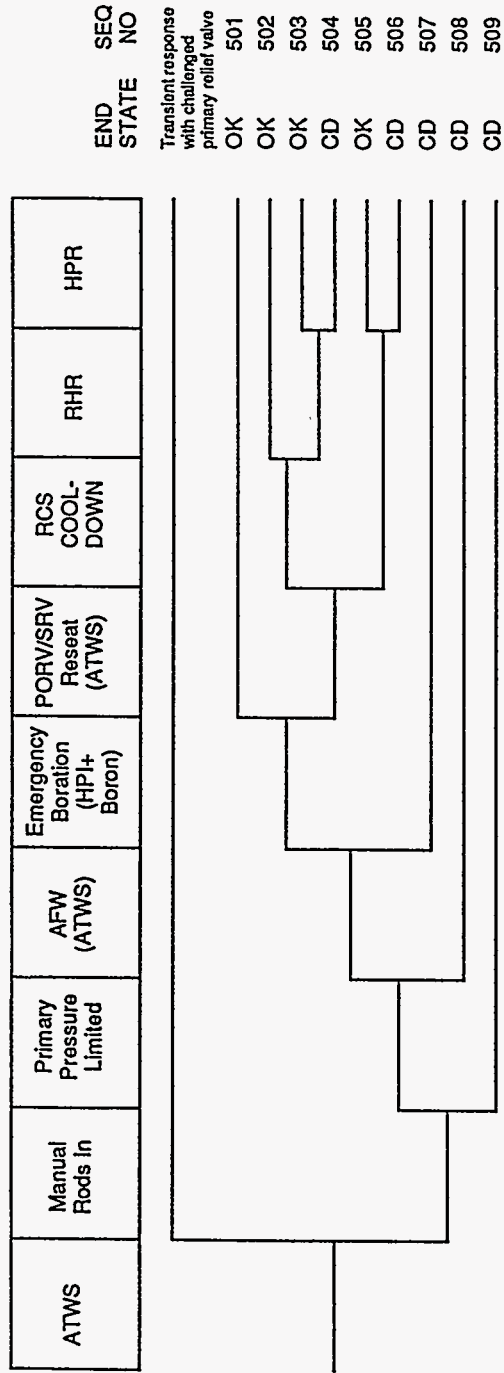 ATWS
Manual
Rods In
Primary
Pressure
Limited
AFW
(ATWS)
Emergency
Boration
(HPI+
Boron)
PORV/SRV
Reseat
(ATWS)
RCS
COOL-
DOWN
RHR
HPR
END
STATE
SEQ
NO
Transient response
with challenged
primary relief valve
OK 501
OK 502
OK 503
CD 504
OK 505
CD 506
CD 507
CD 508
CD 509